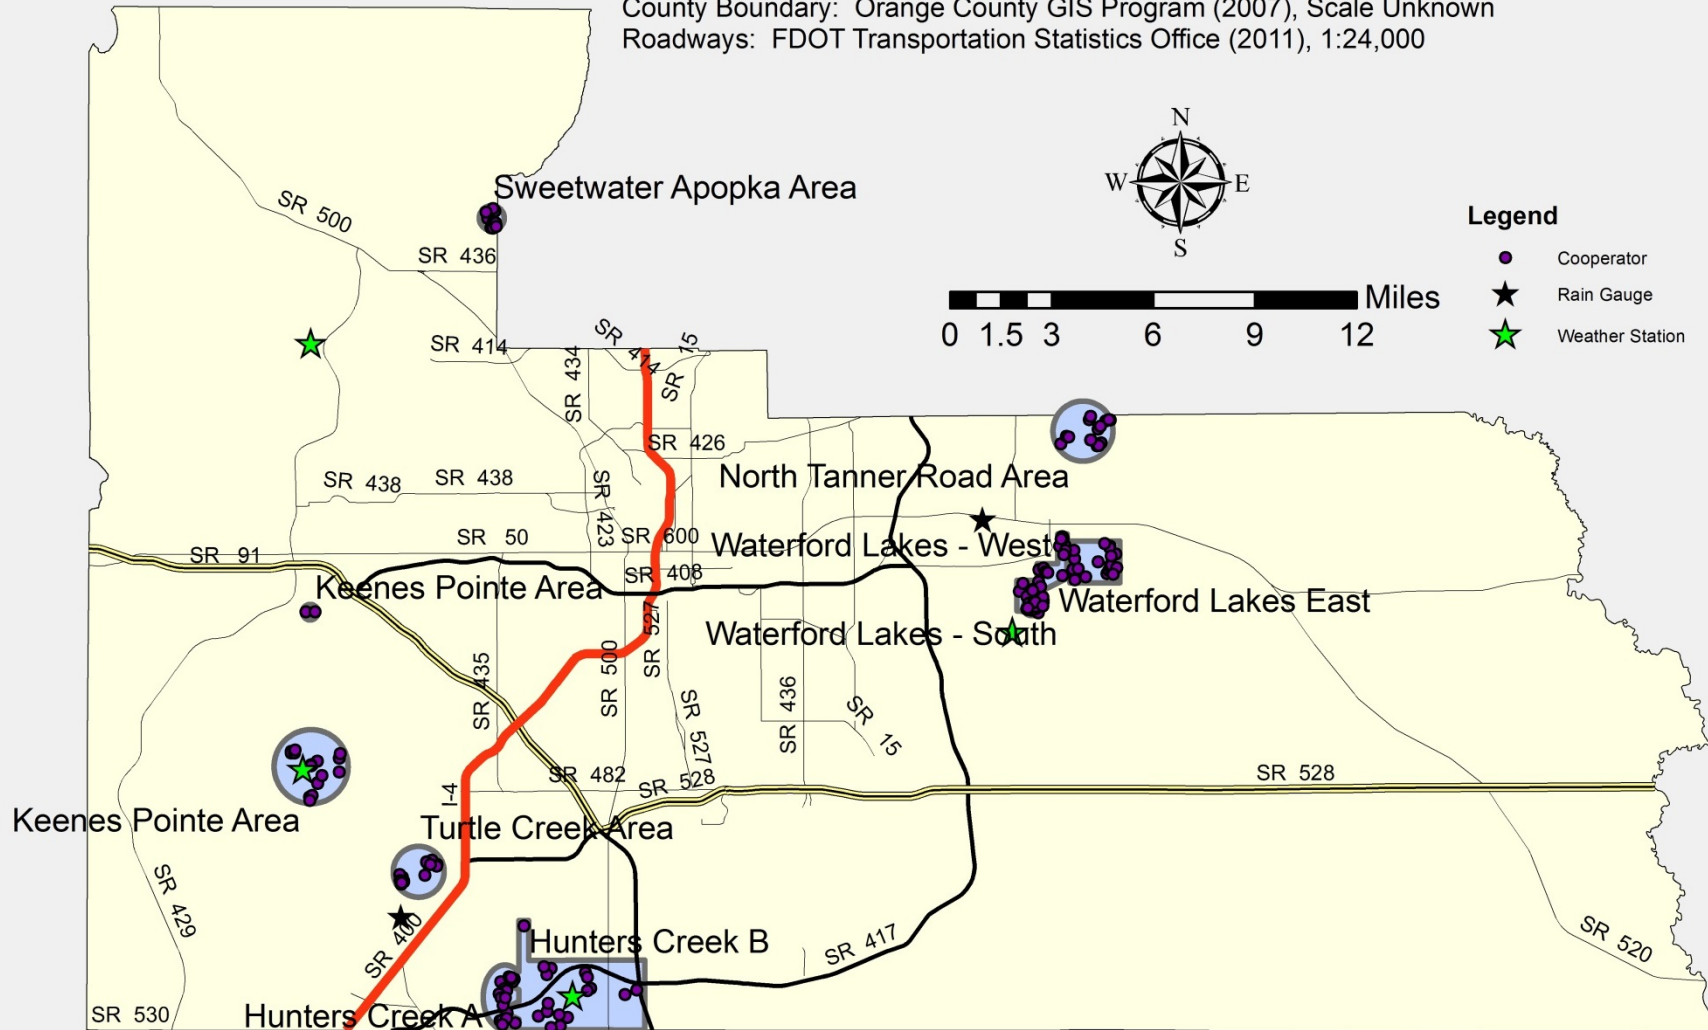 County Boundary:  Orange County GIS Program (2007), Scale Unknown
Roadways:  FDOT Transportation Statistics Office (2011), 1:24,000
N
W
E
S
Miles
0 1.5 3 6 9 12
Legend
Cooperator
Rain Gauge
Weather Station
Sweetwater Apopka Area
SR 500
SR 436
SR 414
SR 434
SR 414
SR 15
SR 426
North Tanner Road Area
SR 438
SR 438
SR 423
SR 50
SR 600
SR 91
Waterford Lakes - West
SR 408
Keenes Pointe Area
Waterford Lakes East
Waterford Lakes - South
SR 527
SR 500
SR 435
SR 436
SR 15
SR 527
SR 482
SR 528
SR 528
I-4
Keenes Pointe Area
Turtle Creek Area
SR 429
SR 400
Hunters Creek B
SR 417
SR 520
Hunters Creek A
SR 530